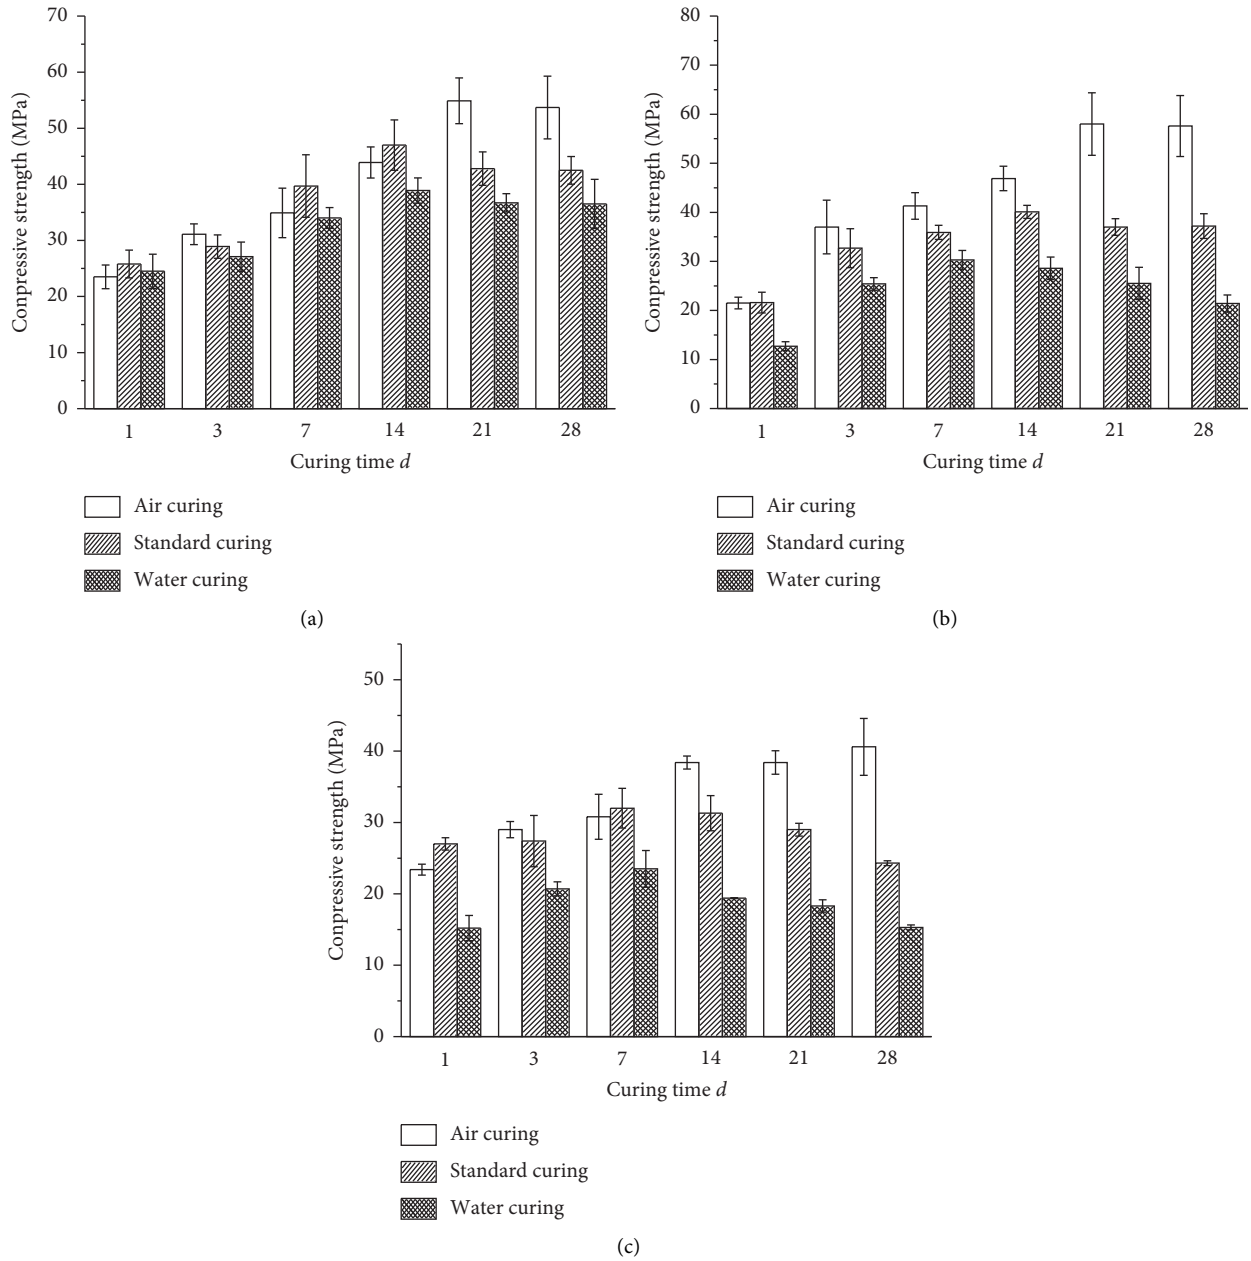 70
60
50
40
30
20
10
0
Conpressive strength (MPa)
1 3 7 14 21 28
Curing time d
Air curing
Standard curing
Water curing
(a)
80
70
60
50
40
30
20
10
0
Conpressive strength (MPa)
1 3 7 14 21 28
Curing time d
Air curing
Standard curing
Water curing
(b)
50
40
30
20
10
0
Conpressive strength (MPa)
1 3 7 14 21 28
Curing time d
Air curing
Standard curing
Water curing
(c)